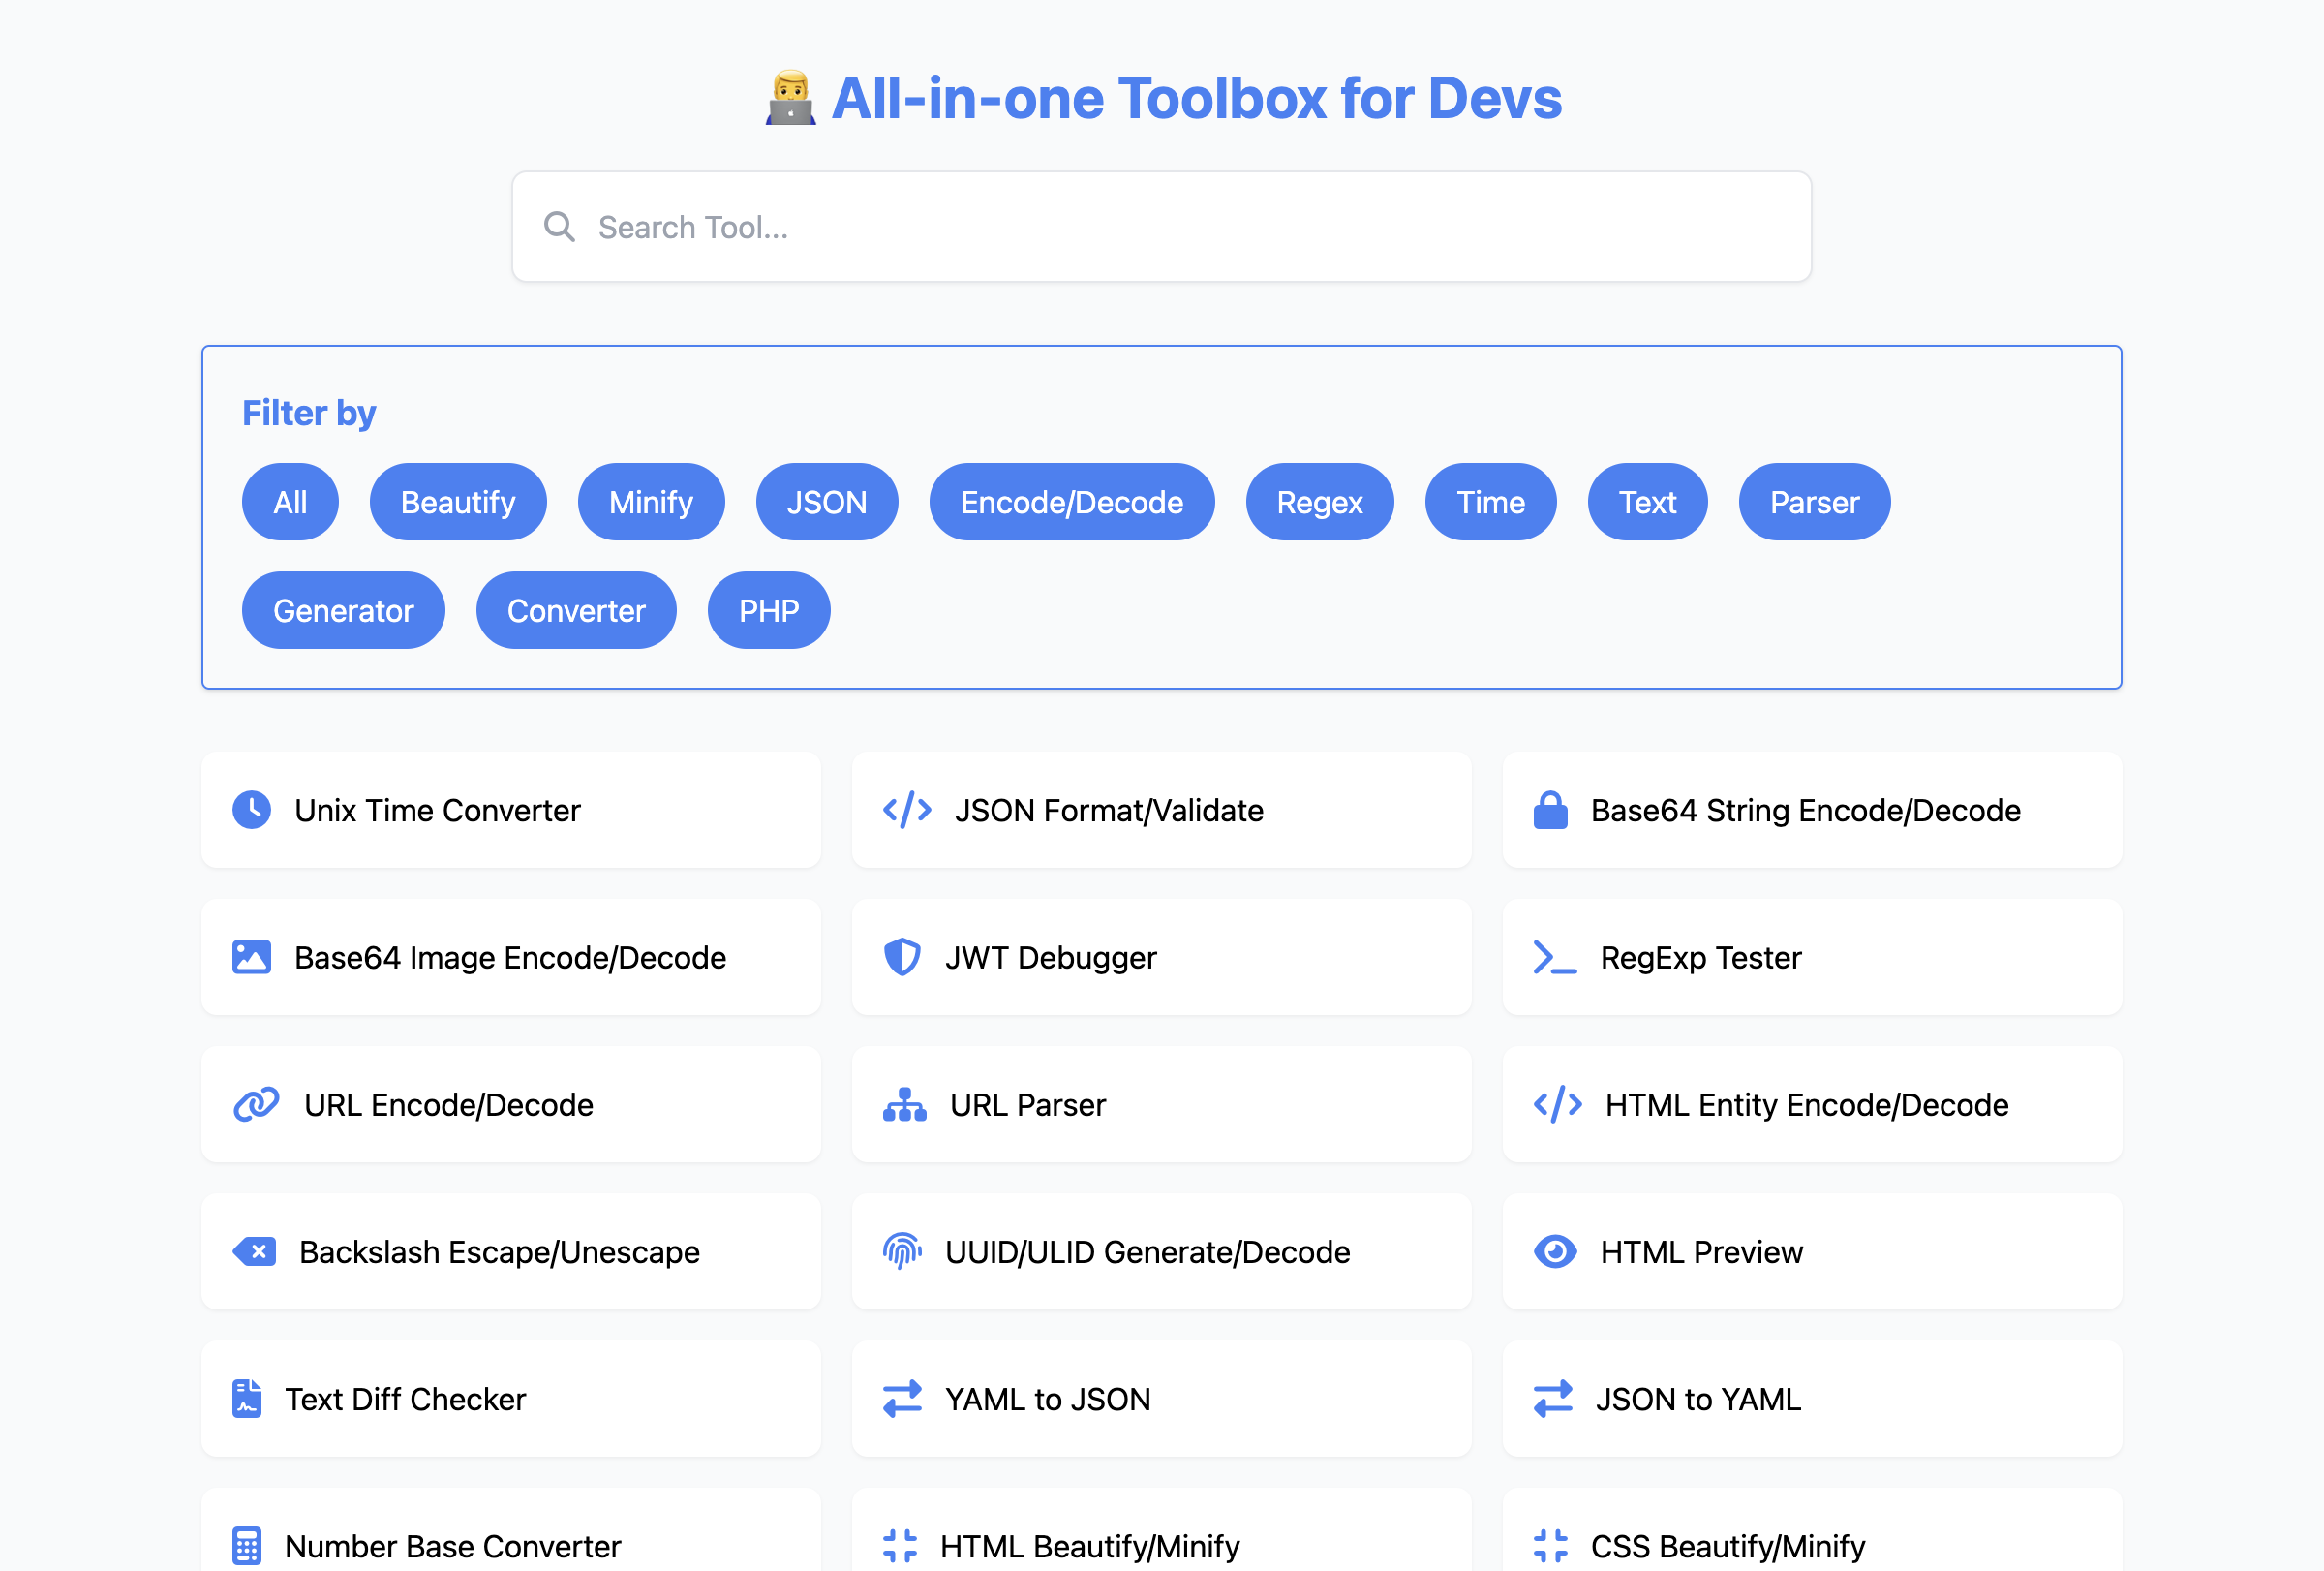 All-in-one Toolbox for Devs
Search Tool...
Filter by
All Beautify Minify JSON Encode/Decode Regex Time Text Parser
Generator Converter PHP
Unix Time Converter
JSON Format/Validate
Base64 String Encode/Decode
Base64 Image Encode/Decode
JWT Debugger
RegExp Tester
URL Encode/Decode
URL Parser
HTML Entity Encode/Decode
Backslash Escape/Unescape
UUID/ULID Generate/Decode
HTML Preview
Text Diff Checker
YAML to JSON
JSON to YAML
Number Base Converter
HTML Beautify/Minify
CSS Beautify/Minify